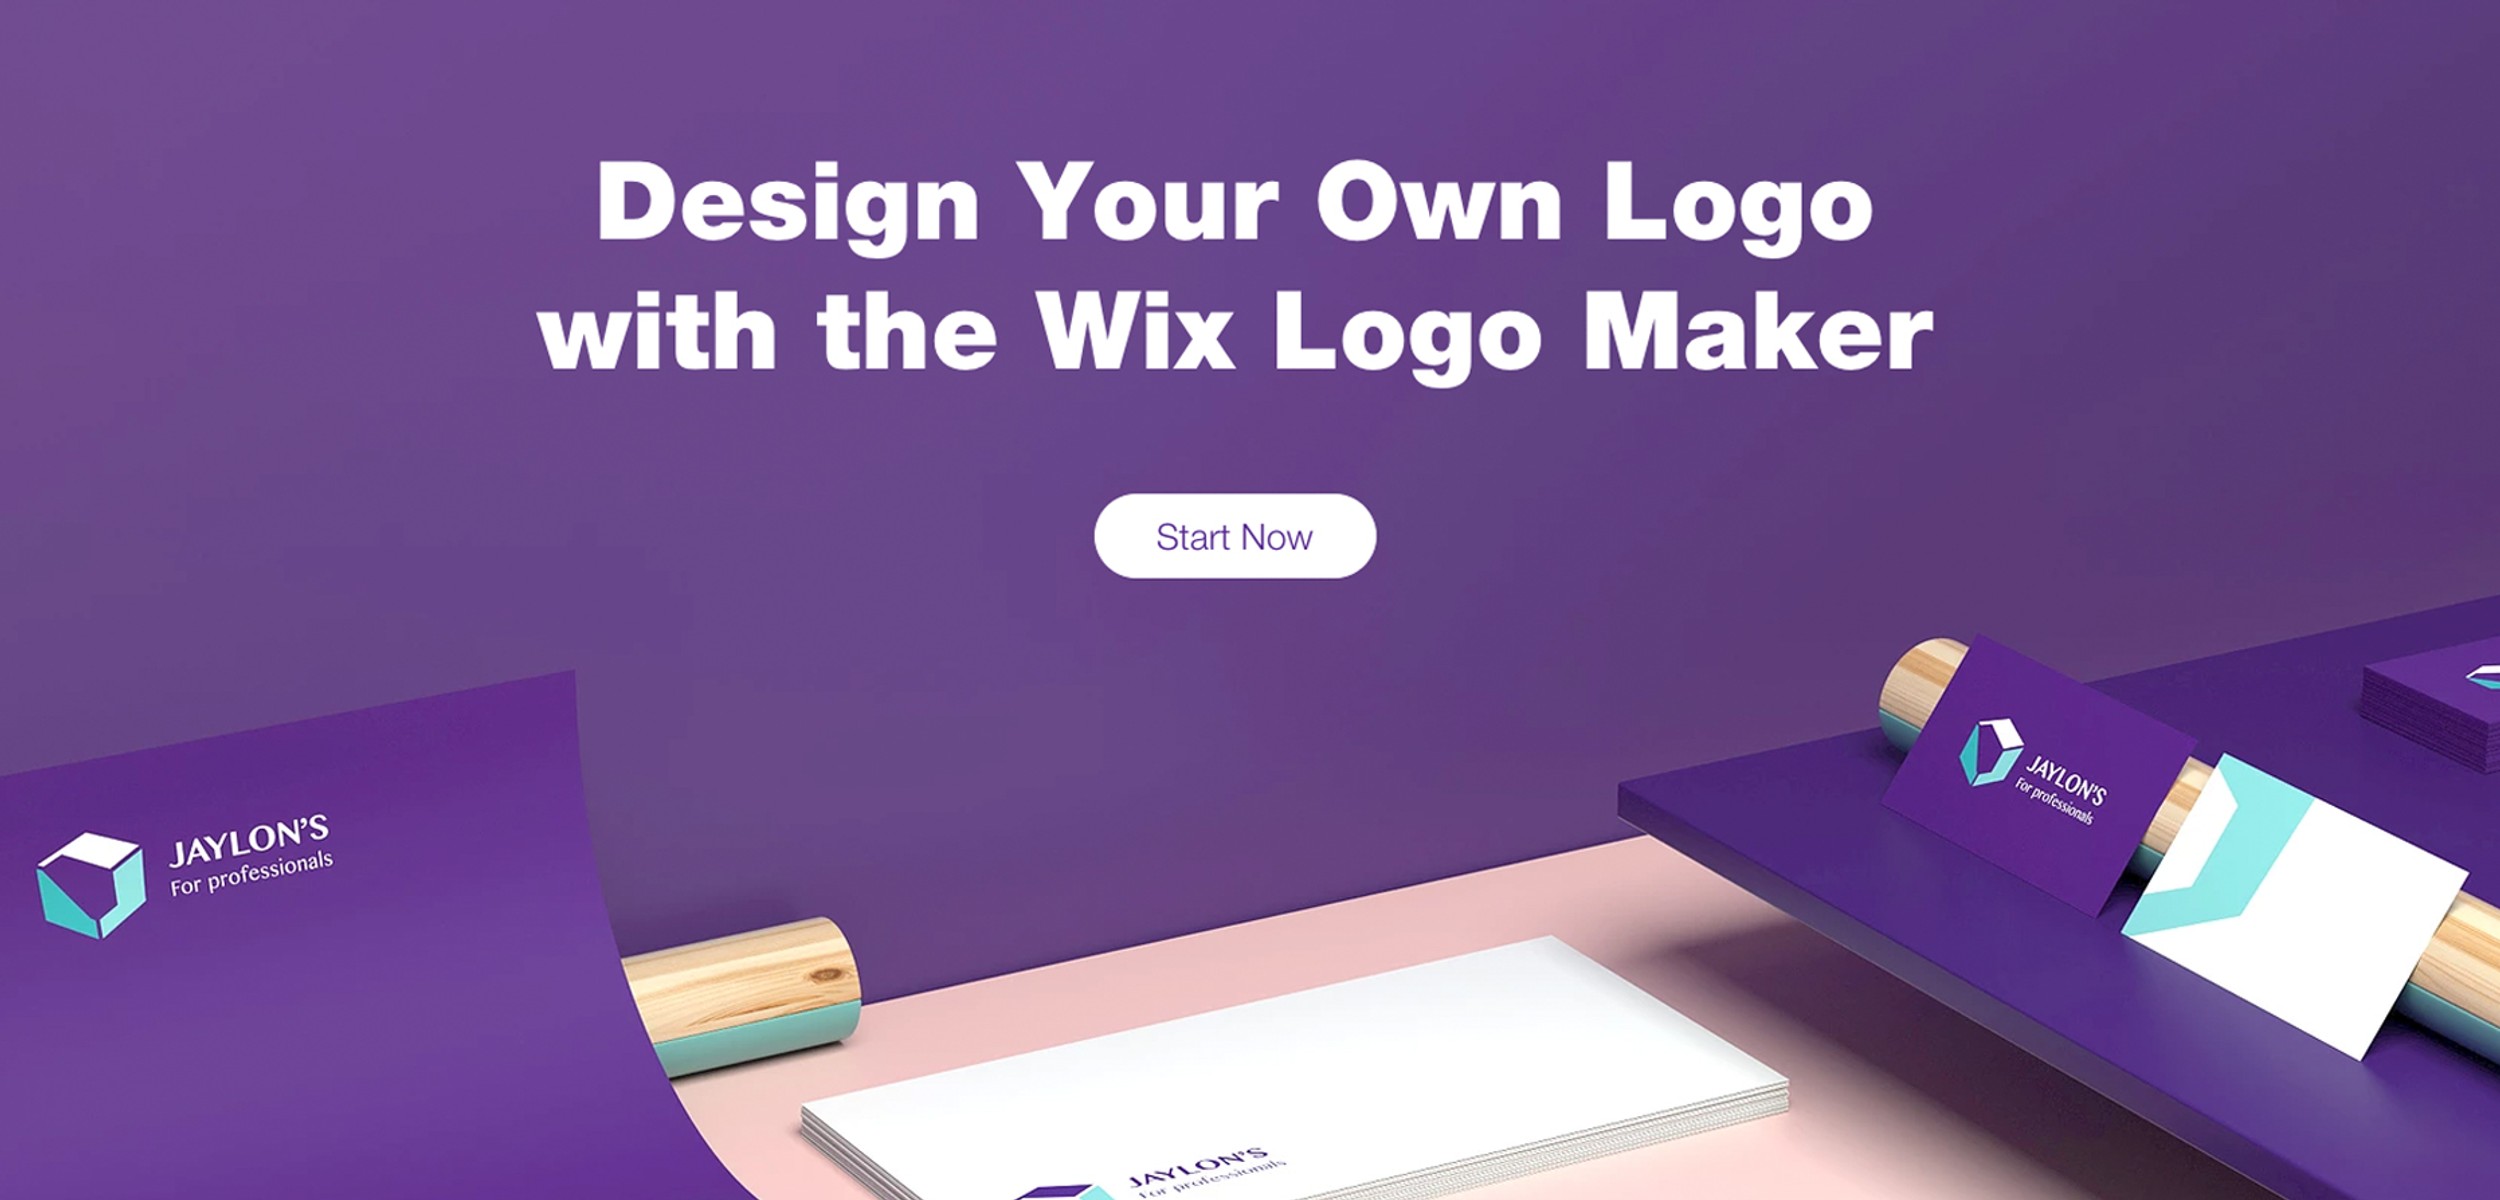 Design Your Own Logo
with the Wix Logo Maker
Start Now
JAYLON'S
For professionals
JAYLON'S
For professionals
JAYLON'S
For professionals